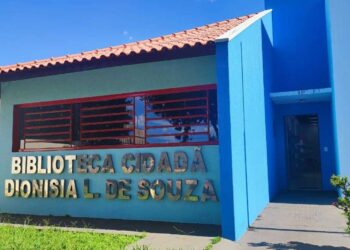 BIBLIOTECA CIDADÃ
DIONISIA L. DE SOUZA